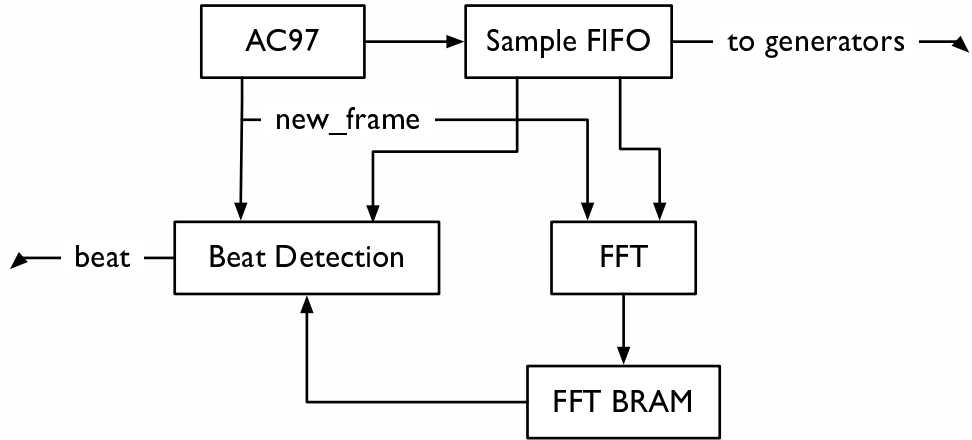 AC97
Sample FIFO
to generators
new_frame
beat
Beat Detection
FFT
FFT BRAM